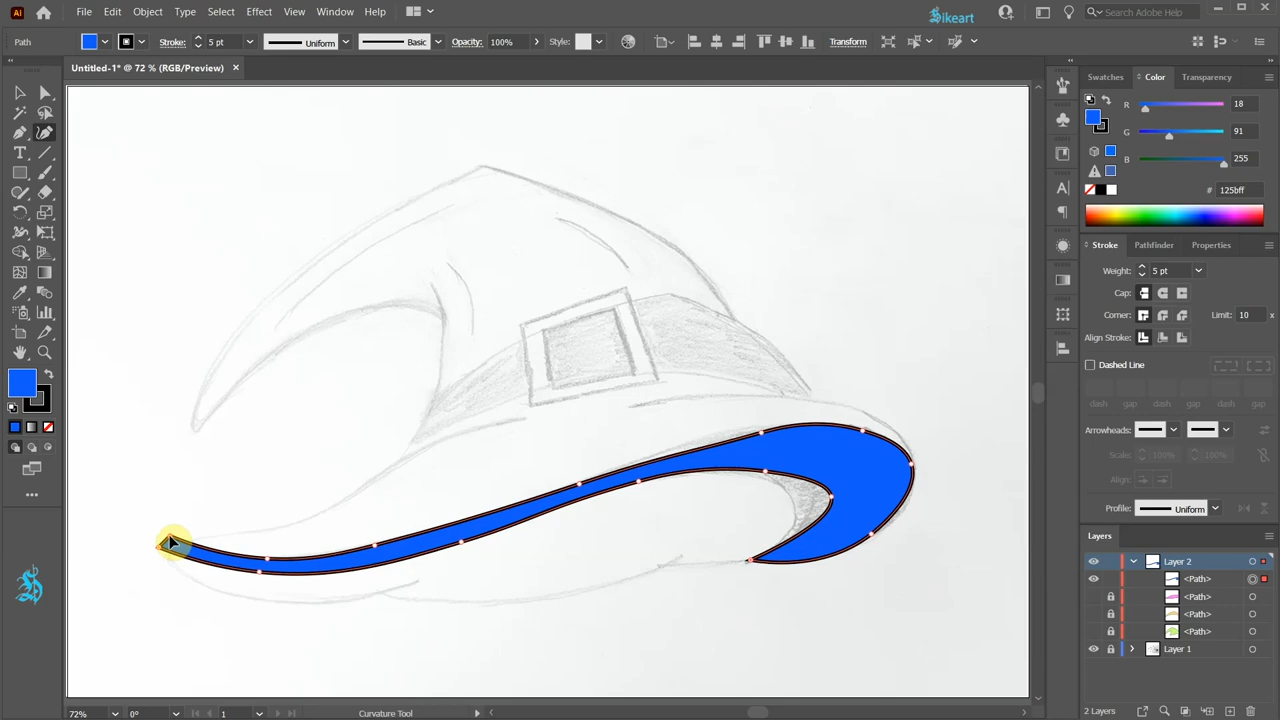 Ai File Edit Object Type Select Effect View Window Help
Sikeart
Search Adobe Help
Path Stroke: 5 pt Uniform Basic Opacity: 100% Style: Transform
Untitled-1* @ 72 % (RGB/Preview) ×
Swatches Color Transparency
R 18
G 91
B 255
# 125bff
Stroke Pathfinder Properties
Weight: 5 pt
Cap:
Corner: Limit: 10 x
Align Stroke:
Dashed Line
dash gap dash gap dash gap
Arrowheads:
Scale: 100% 100%
Align:
Profile: Uniform
Layers
Layer 2
<Path>
<Path>
<Path>
<Path>
Layer 1
2 Layers
72% 0° 1 Curvature Tool